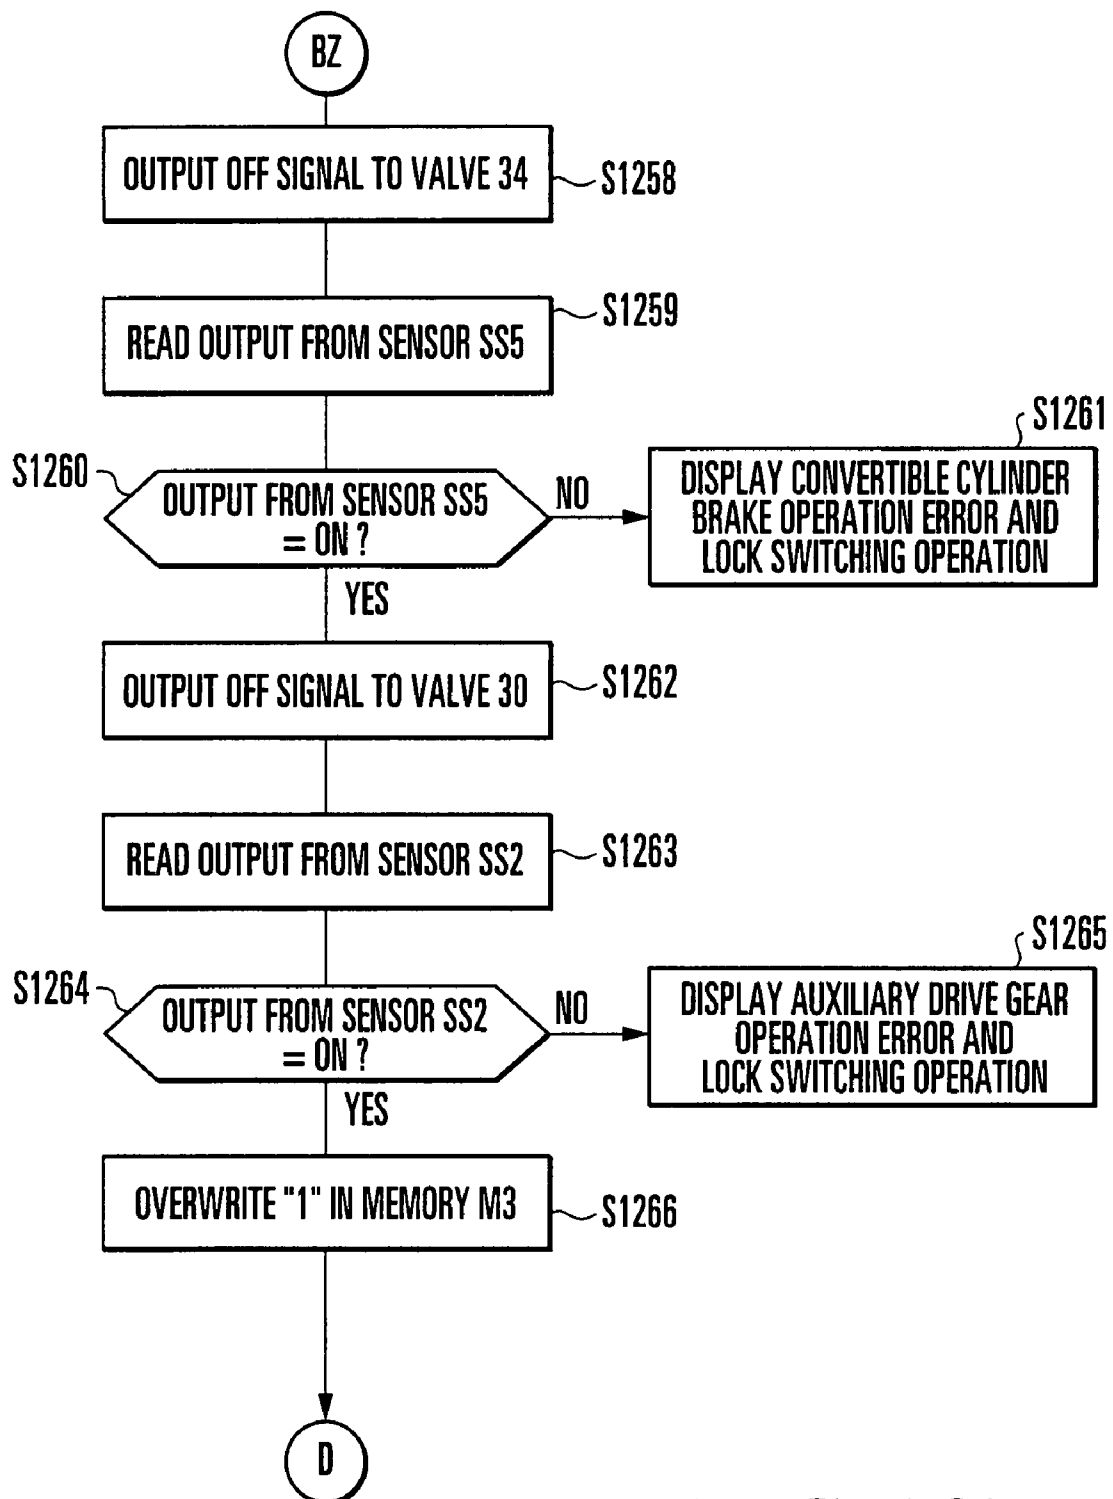 BZ
OUTPUT OFF SIGNAL TO VALVE 34
S1258
READ OUTPUT FROM SENSOR SS5
S1259
S1260
OUTPUT FROM SENSOR SS5
= ON ?
NO
YES
S1261
DISPLAY CONVERTIBLE CYLINDER
BRAKE OPERATION ERROR AND
LOCK SWITCHING OPERATION
OUTPUT OFF SIGNAL TO VALVE 30
S1262
READ OUTPUT FROM SENSOR SS2
S1263
S1264
OUTPUT FROM SENSOR SS2
= ON ?
NO
YES
S1265
DISPLAY AUXILIARY DRIVE GEAR
OPERATION ERROR AND
LOCK SWITCHING OPERATION
OVERWRITE "1" IN MEMORY M3
S1266
D